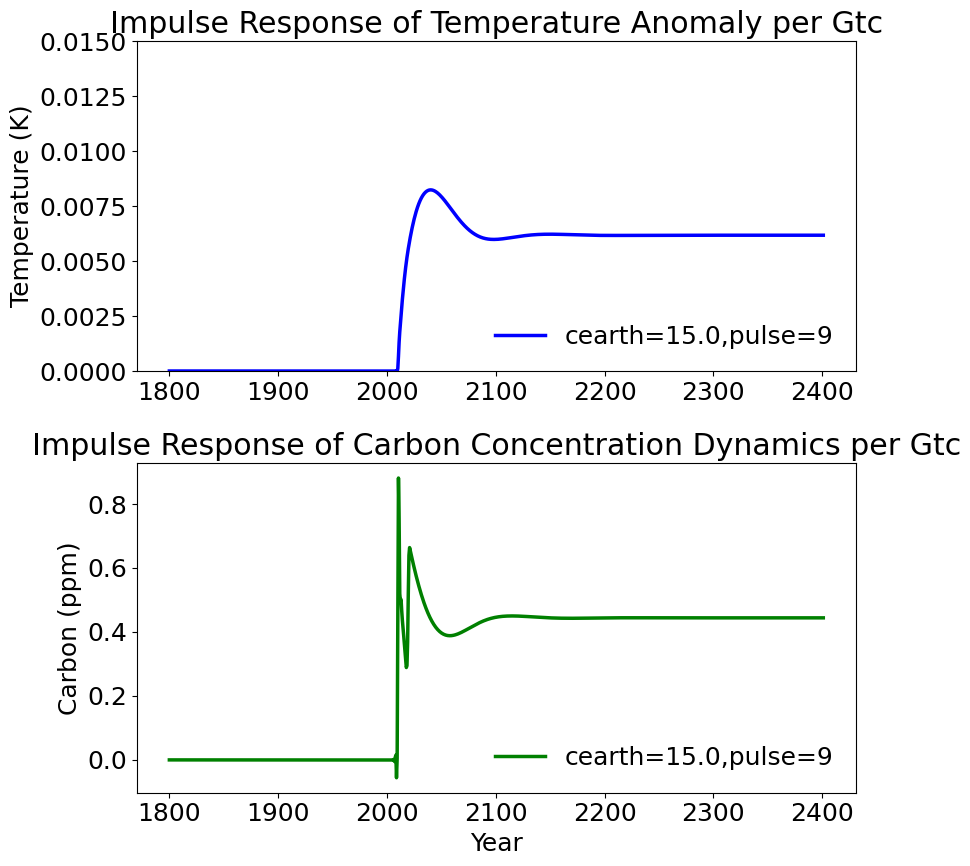 Impulse Response of Temperature Anomaly per Gtc
0.0150
0.0125
0.0100
0.0075
0.0050
0.0025
0.0000
Temperature (K)
cearth=15.0,pulse=9
1800 1900 2000 2100 2200 2300 2400
Impulse Response of Carbon Concentration Dynamics per Gtc
0.8
0.6
0.4
0.2
0.0
Carbon (ppm)
cearth=15.0,pulse=9
1800 1900 2000 2100 2200 2300 2400
Year